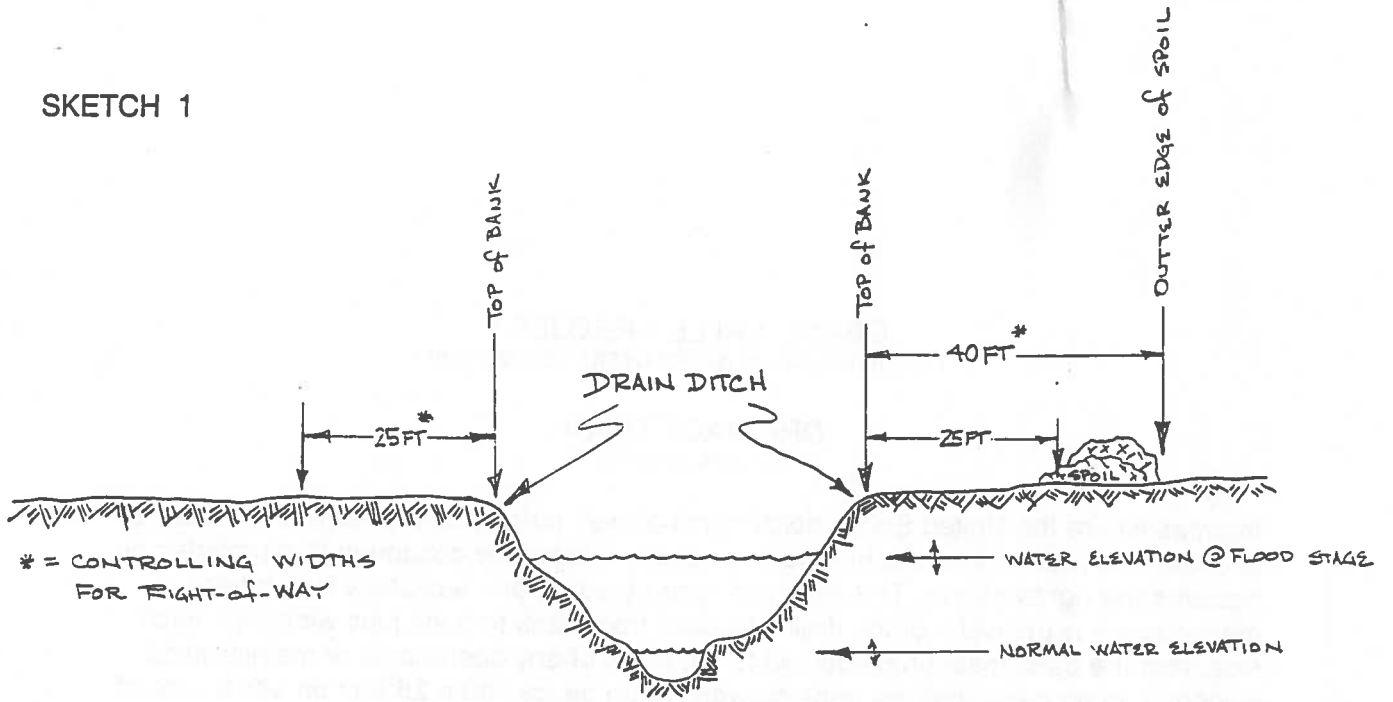 SKETCH 1
OUTTER EDGE of SPOIL
TOP of BANK
TOP of BANK
40 FT *
DRAIN DITCH
25 FT *
25 FT
SPOIL
* = CONTROLLING WIDTHS
FOR RIGHT-of-WAY
WATER ELEVATION @ FLOOD STAGE
NORMAL WATER ELEVATION